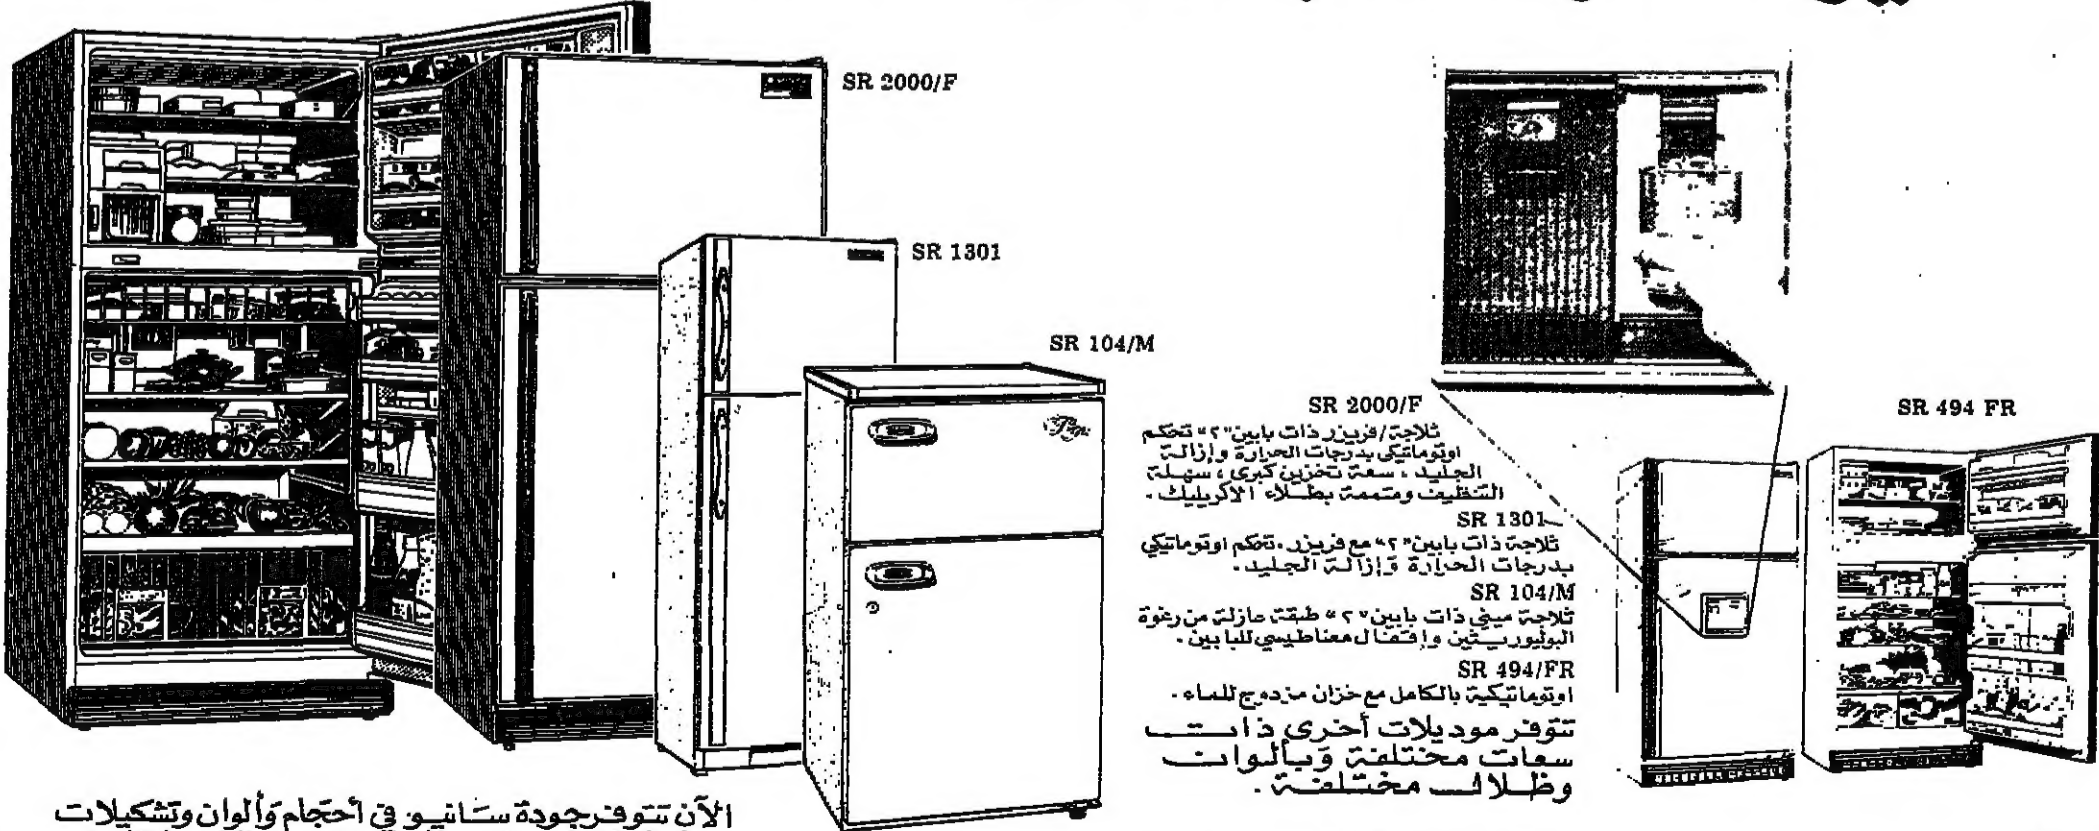 SR 2000/F
SR 1301
SR 104/M
SR 494 FR
SR 2000/F
ثلاجة/فريزر ذات بابين "٢" تحكم
اوتوماتيكي بدرجات الحرارة وإزالة
الجليد، سعة تخزين كبرى، سهلة
التنظيف ومتممة بطلاء الاكريليك.
SR 1301
ثلاجة ذات بابين "٢" مع فريزر، تحكم اوتوماتيكي
بدرجات الحرارة وإزالة الجليد.
SR 104/M
ثلاجة ميني ذات بابين "٢" طبقة عازلة من رغوة
البوليوريثين وإقفال مغناطيسي للبابين.
SR 494/FR
اوتوماتيكية بالكامل مع خزان مزدوج للماء.
تتوفر موديلات أخرى ذات
سعات مختلفة وبألوان
وظلال مختلفة.
الآن تتوفر جودة سانيو في أحجام وألوان وتشكيلات